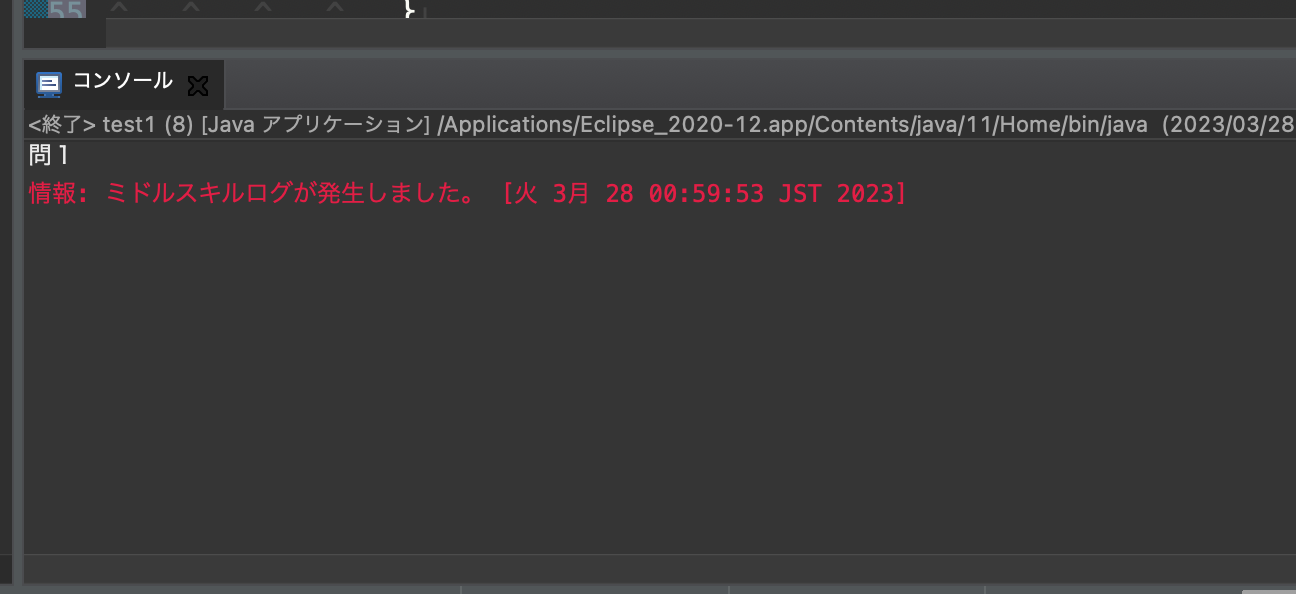 55 }
コンソール
<終了> test1 (8) [Java アプリケーション] /Applications/Eclipse_2020-12.app/Contents/java/11/Home/bin/java (2023/03/28
問１
情報: ミドルスキルログが発生しました。 [火 3月 28 00:59:53 JST 2023]